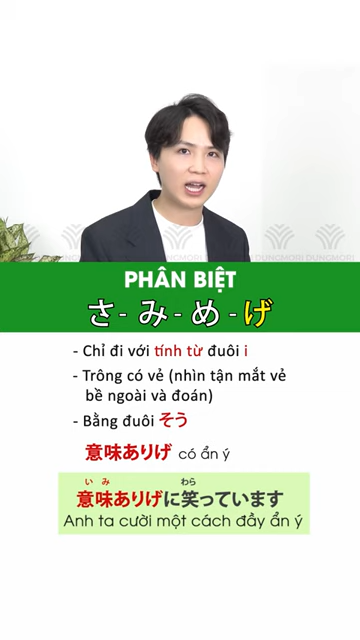 DUNGMORI DUNGMORI
PHÂN BIỆT
さ - み - め - げ
- Chỉ đi với tính từ đuôi i
- Trông có vẻ (nhìn tận mắt vẻ
bề ngoài và đoán)
- Bằng đuôi そう
意味ありげ có ẩn ý
い み わら
意味ありげに笑っています
Anh ta cười một cách đầy ẩn ý